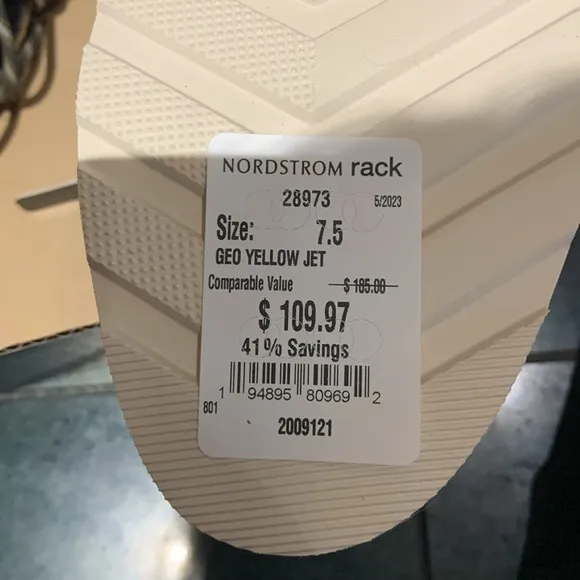 NORDSTROM rack
28973 5/2023
Size: 7.5
GEO YELLOW JET
Comparable Value $ 185.00
$ 109.97
41% Savings
1 94895 80969 2
801
2009121